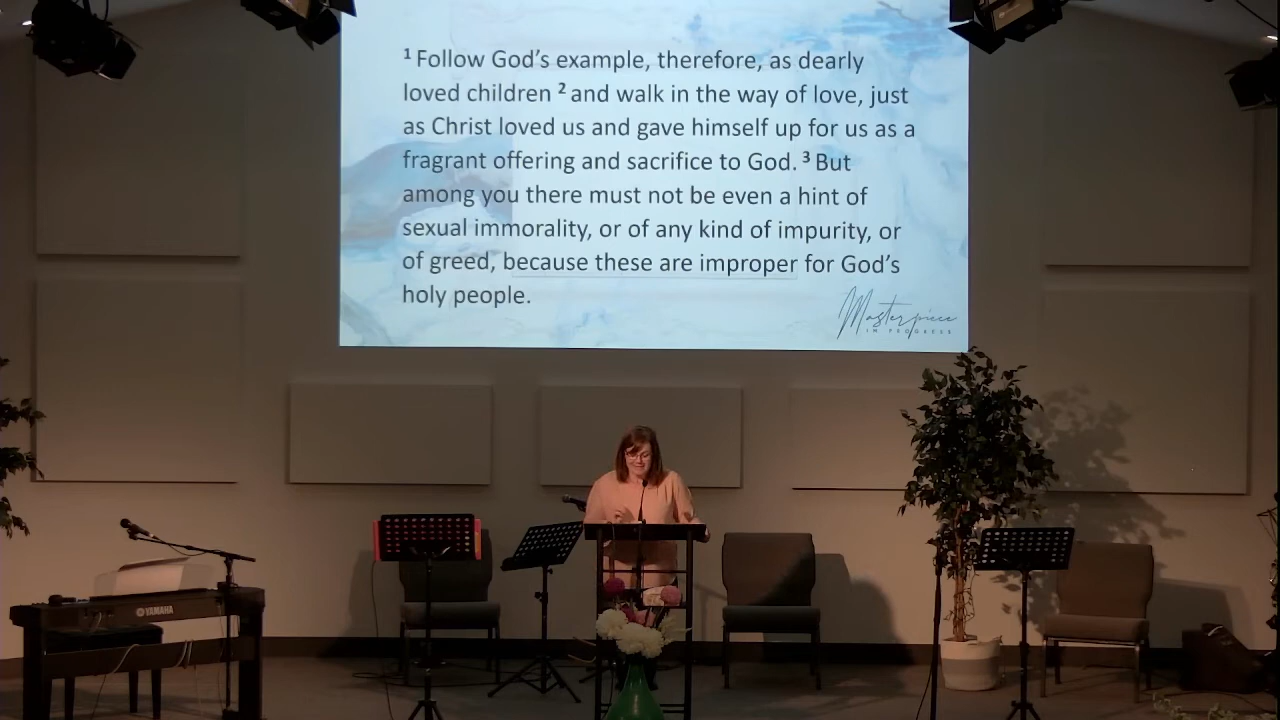 ¹ Follow God’s example, therefore, as dearly
loved children ² and walk in the way of love, just
as Christ loved us and gave himself up for us as a
fragrant offering and sacrifice to God. ³ But
among you there must not be even a hint of
sexual immorality, or of any kind of impurity, or
of greed, because these are improper for God’s
holy people.
Masterpiece
IN PROGRESS
YAMAHA